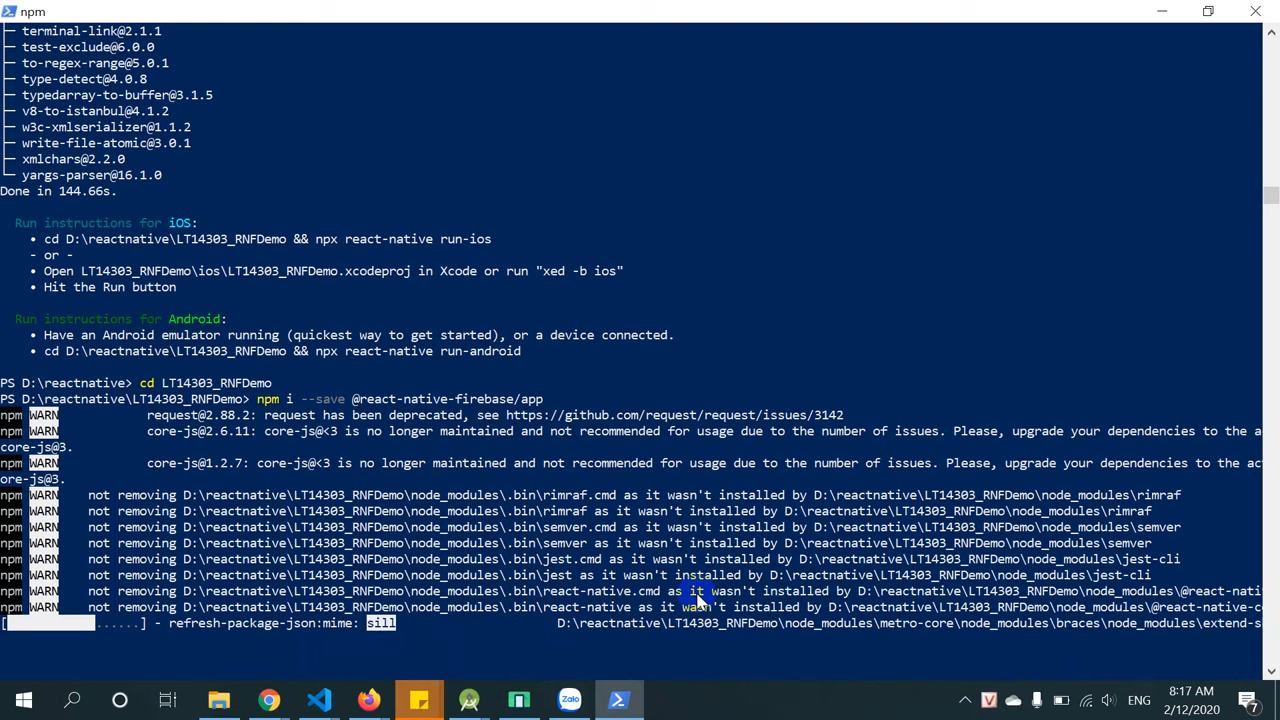 npm
├─ terminal-link@2.1.1
├─ test-exclude@6.0.0
├─ to-regex-range@5.0.1
├─ type-detect@4.0.8
├─ typedarray-to-buffer@3.1.5
├─ v8-to-istanbul@4.1.2
├─ w3c-xmlserializer@1.1.2
├─ write-file-atomic@3.0.1
├─ xmlchars@2.2.0
└─ yargs-parser@16.1.0
Done in 144.66s.
Run instructions for iOS:
• cd D:\reactnative\LT14303_RNFDemo && npx react-native run-ios
- or -
• Open LT14303_RNFDemo\ios\LT14303_RNFDemo.xcodeproj in Xcode or run "xed -b ios"
• Hit the Run button
Run instructions for Android:
• Have an Android emulator running (quickest way to get started), or a device connected.
• cd D:\reactnative\LT14303_RNFDemo && npx react-native run-android
PS D:\reactnative> cd LT14303_RNFDemo
PS D:\reactnative\LT14303_RNFDemo> npm i --save @react-native-firebase/app
npm WARN request@2.88.2: request has been deprecated, see https://github.com/request/request/issues/3142
npm WARN core-js@2.6.11: core-js@<3 is no longer maintained and not recommended for usage due to the number of issues. Please, upgrade your dependencies to the a
core-js@3.
npm WARN core-js@1.2.7: core-js@<3 is no longer maintained and not recommended for usage due to the number of issues. Please, upgrade your dependencies to the ac
ore-js@3.
npm WARN not removing D:\reactnative\LT14303_RNFDemo\node_modules\.bin\rimraf.cmd as it wasn't installed by D:\reactnative\LT14303_RNFDemo\node_modules\rimraf
npm WARN not removing D:\reactnative\LT14303_RNFDemo\node_modules\.bin\rimraf as it wasn't installed by D:\reactnative\LT14303_RNFDemo\node_modules\rimraf
npm WARN not removing D:\reactnative\LT14303_RNFDemo\node_modules\.bin\semver.cmd as it wasn't installed by D:\reactnative\LT14303_RNFDemo\node_modules\semver
npm WARN not removing D:\reactnative\LT14303_RNFDemo\node_modules\.bin\semver as it wasn't installed by D:\reactnative\LT14303_RNFDemo\node_modules\semver
npm WARN not removing D:\reactnative\LT14303_RNFDemo\node_modules\.bin\jest.cmd as it wasn't installed by D:\reactnative\LT14303_RNFDemo\node_modules\jest-cli
npm WARN not removing D:\reactnative\LT14303_RNFDemo\node_modules\.bin\jest as it wasn't installed by D:\reactnative\LT14303_RNFDemo\node_modules\jest-cli
npm WARN not removing D:\reactnative\LT14303_RNFDemo\node_modules\.bin\react-native.cmd as it wasn't installed by D:\reactnative\LT14303_RNFDemo\node_modules\@react-nativ
npm WARN not removing D:\reactnative\LT14303_RNFDemo\node_modules\.bin\react-native as it wasn't installed by D:\reactnative\LT14303_RNFDemo\node_modules\@react-native-c
[ ......] - refresh-package-json:mime: sill D:\reactnative\LT14303_RNFDemo\node_modules\metro-core\node_modules\braces\node_modules\extend-s
ENG
8:17 AM
2/12/2020
7